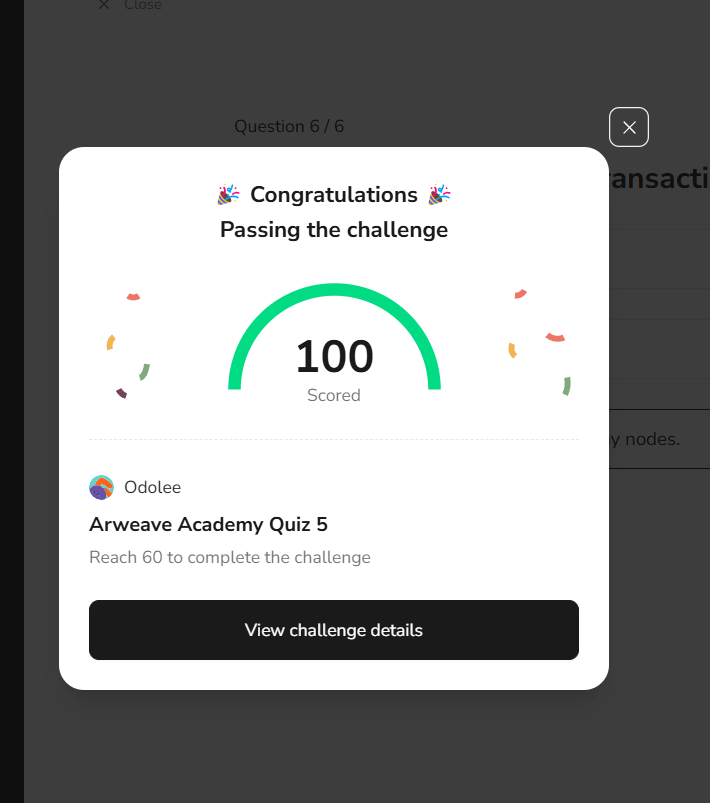 Close
Question 6 / 6
Congratulations
Passing the challenge
100
Scored
Odolee
Arweave Academy Quiz 5
Reach 60 to complete the challenge
View challenge details
y nodes.